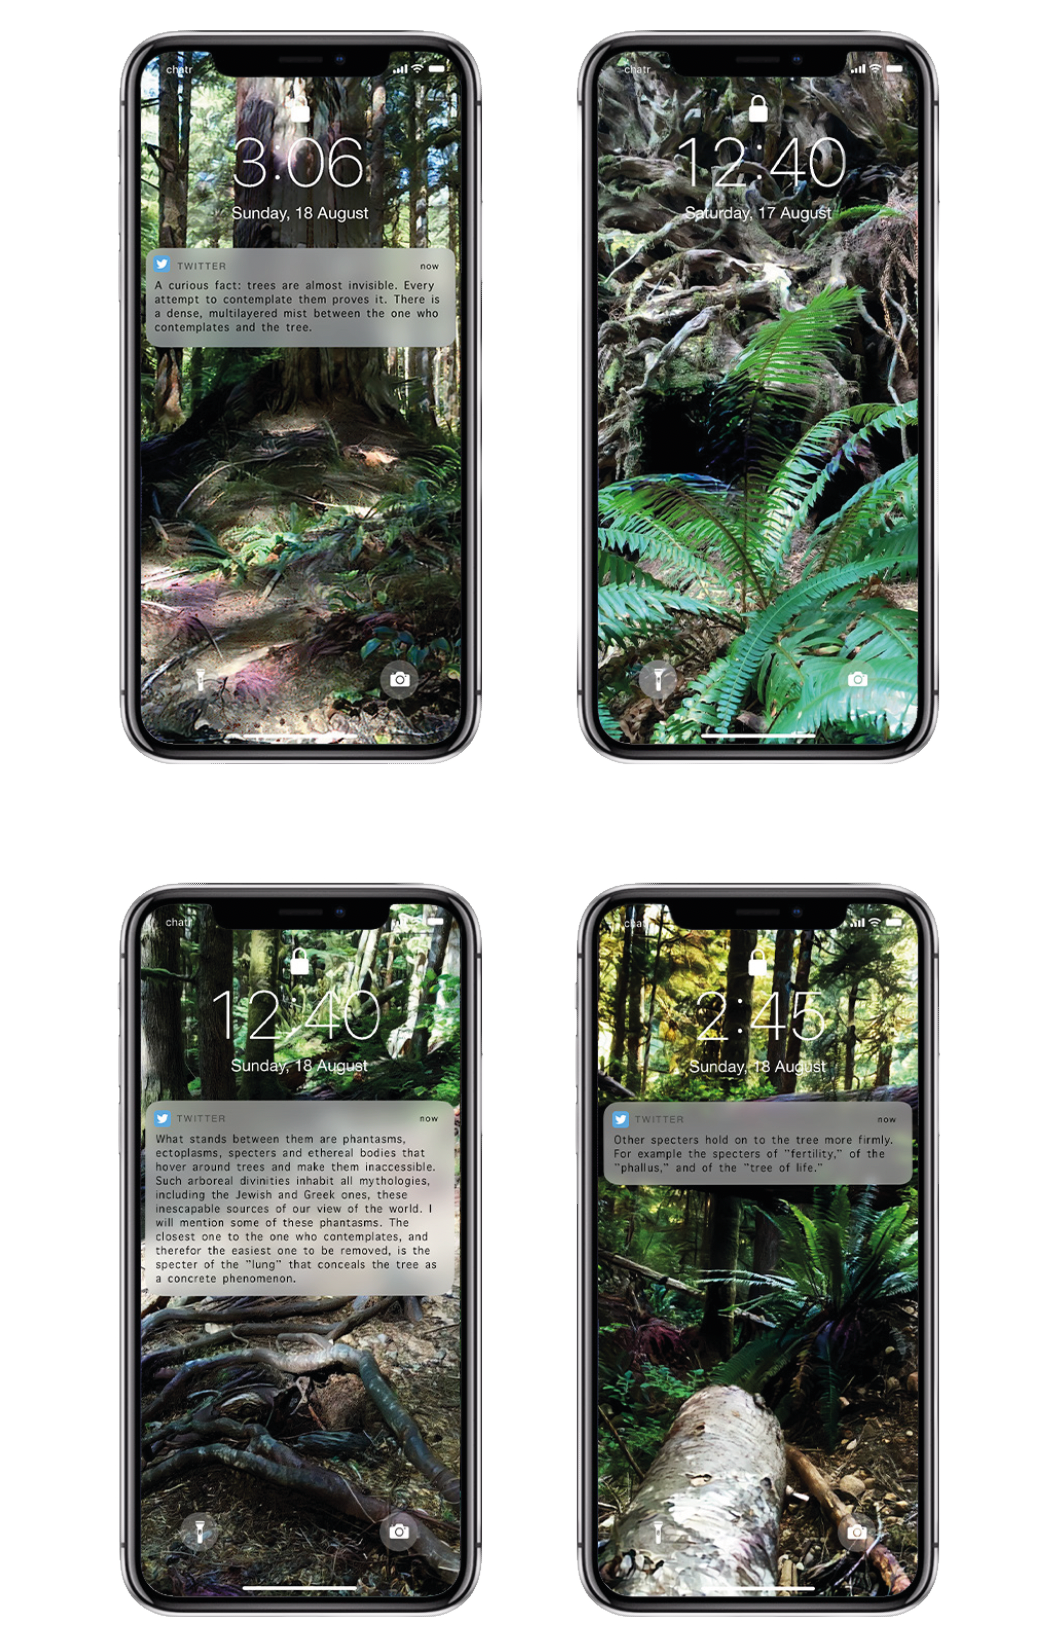 chatr
3:06
Sunday, 18 August
TWITTER now
A curious fact: trees are almost invisible. Every
attempt to contemplate them proves it. There is
a dense, multilayered mist between the one who
contemplates and the tree.
chatr
12:40
Saturday, 17 August
chatr
12:40
Sunday, 18 August
TWITTER now
What stands between them are phantasms,
ectoplasms, specters and ethereal bodies that
hover around trees and make them inaccessible.
Such arboreal divinities inhabit all mythologies,
including the Jewish and Greek ones, these
inescapable sources of our view of the world. I
will mention some of these phantasms. The
closest one to the one who contemplates, and
therefor the easiest one to be removed, is the
specter of the "lung" that conceals the tree as
a concrete phenomenon.
chatr
2:45
Sunday, 18 August
TWITTER now
Other specters hold on to the tree more firmly.
For example the specters of "fertility," of the
"phallus," and of the "tree of life."